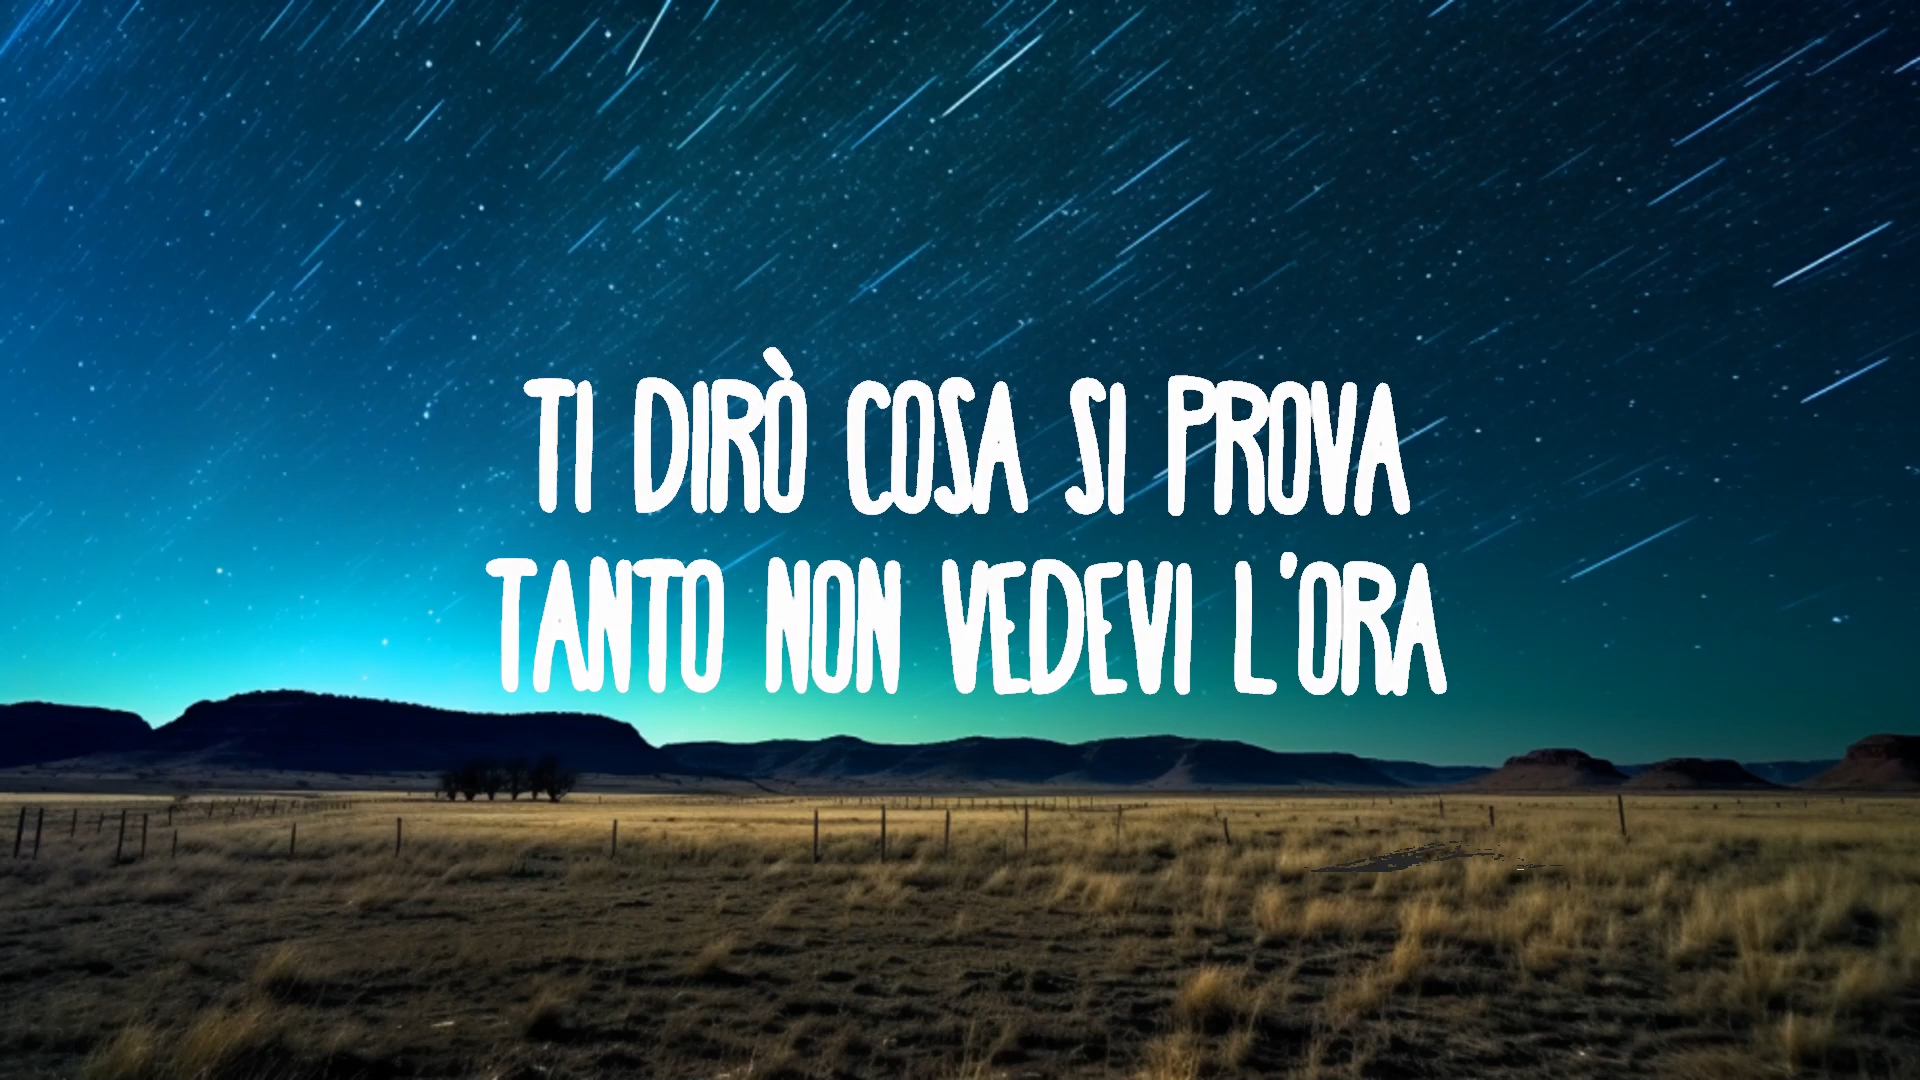 TI DIRÒ COSA SI PROVA
TANTO NON VEDEVI L'ORA